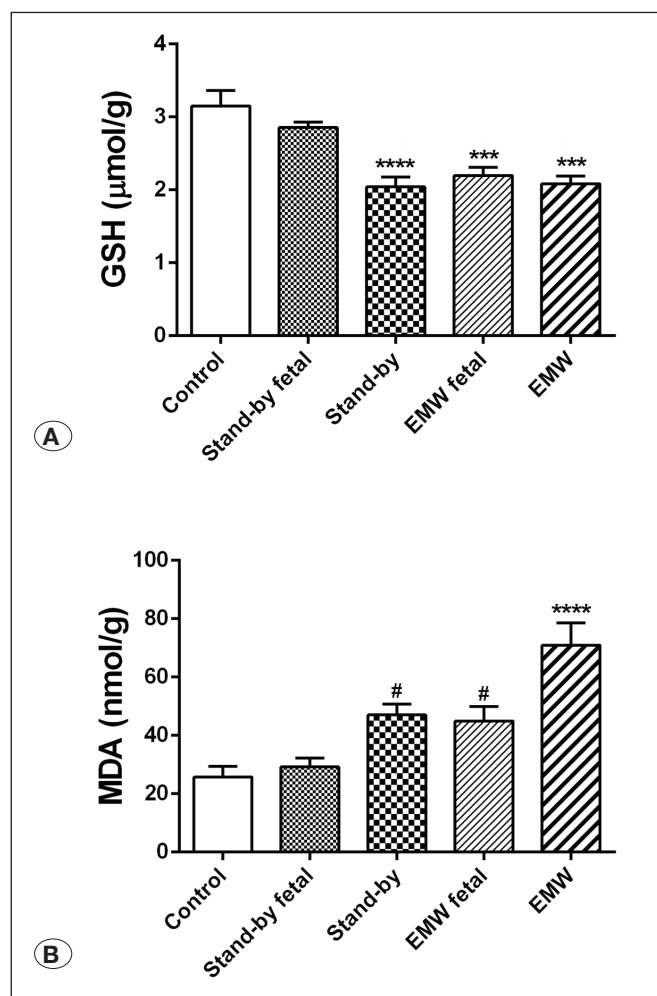 4
3
2
1
0
GSH (μmol/g)
****
***
***
Control
Stand-by fetal
Stand-by
EMW fetal
EMW
A
100
80
60
40
20
0
MDA (nmol/g)
#
#
****
Control
Stand-by fetal
Stand-by
EMW fetal
EMW
B